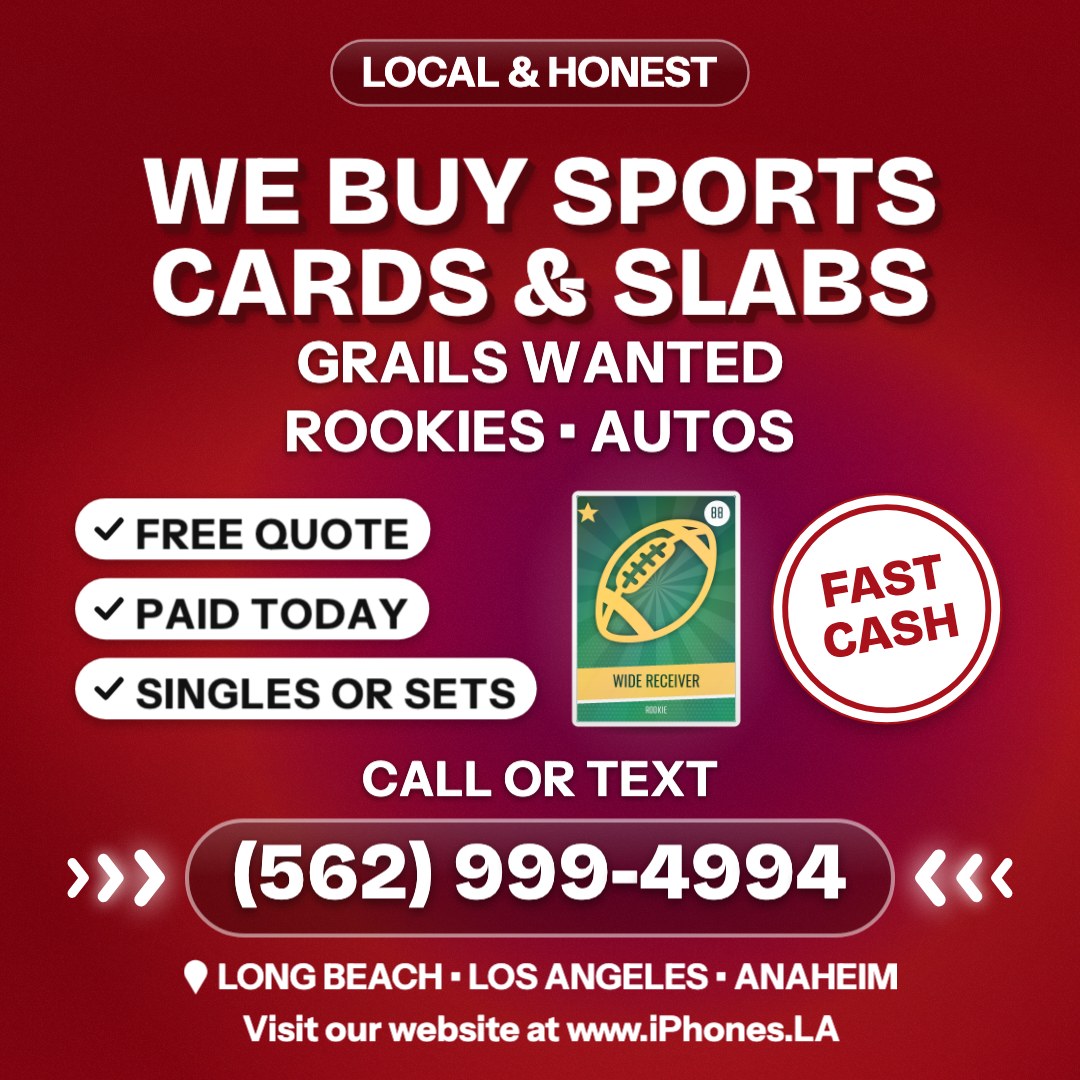 LOCAL & HONEST
WE BUY SPORTS
CARDS & SLABS
GRAILS WANTED
ROOKIES ▪ AUTOS
✓ FREE QUOTE
✓ PAID TODAY
✓ SINGLES OR SETS
88
WIDE RECEIVER
ROOKIE
FAST
CASH
CALL OR TEXT
(562) 999-4994
LONG BEACH ▪ LOS ANGELES ▪ ANAHEIM
Visit our website at www.iPhones.LA